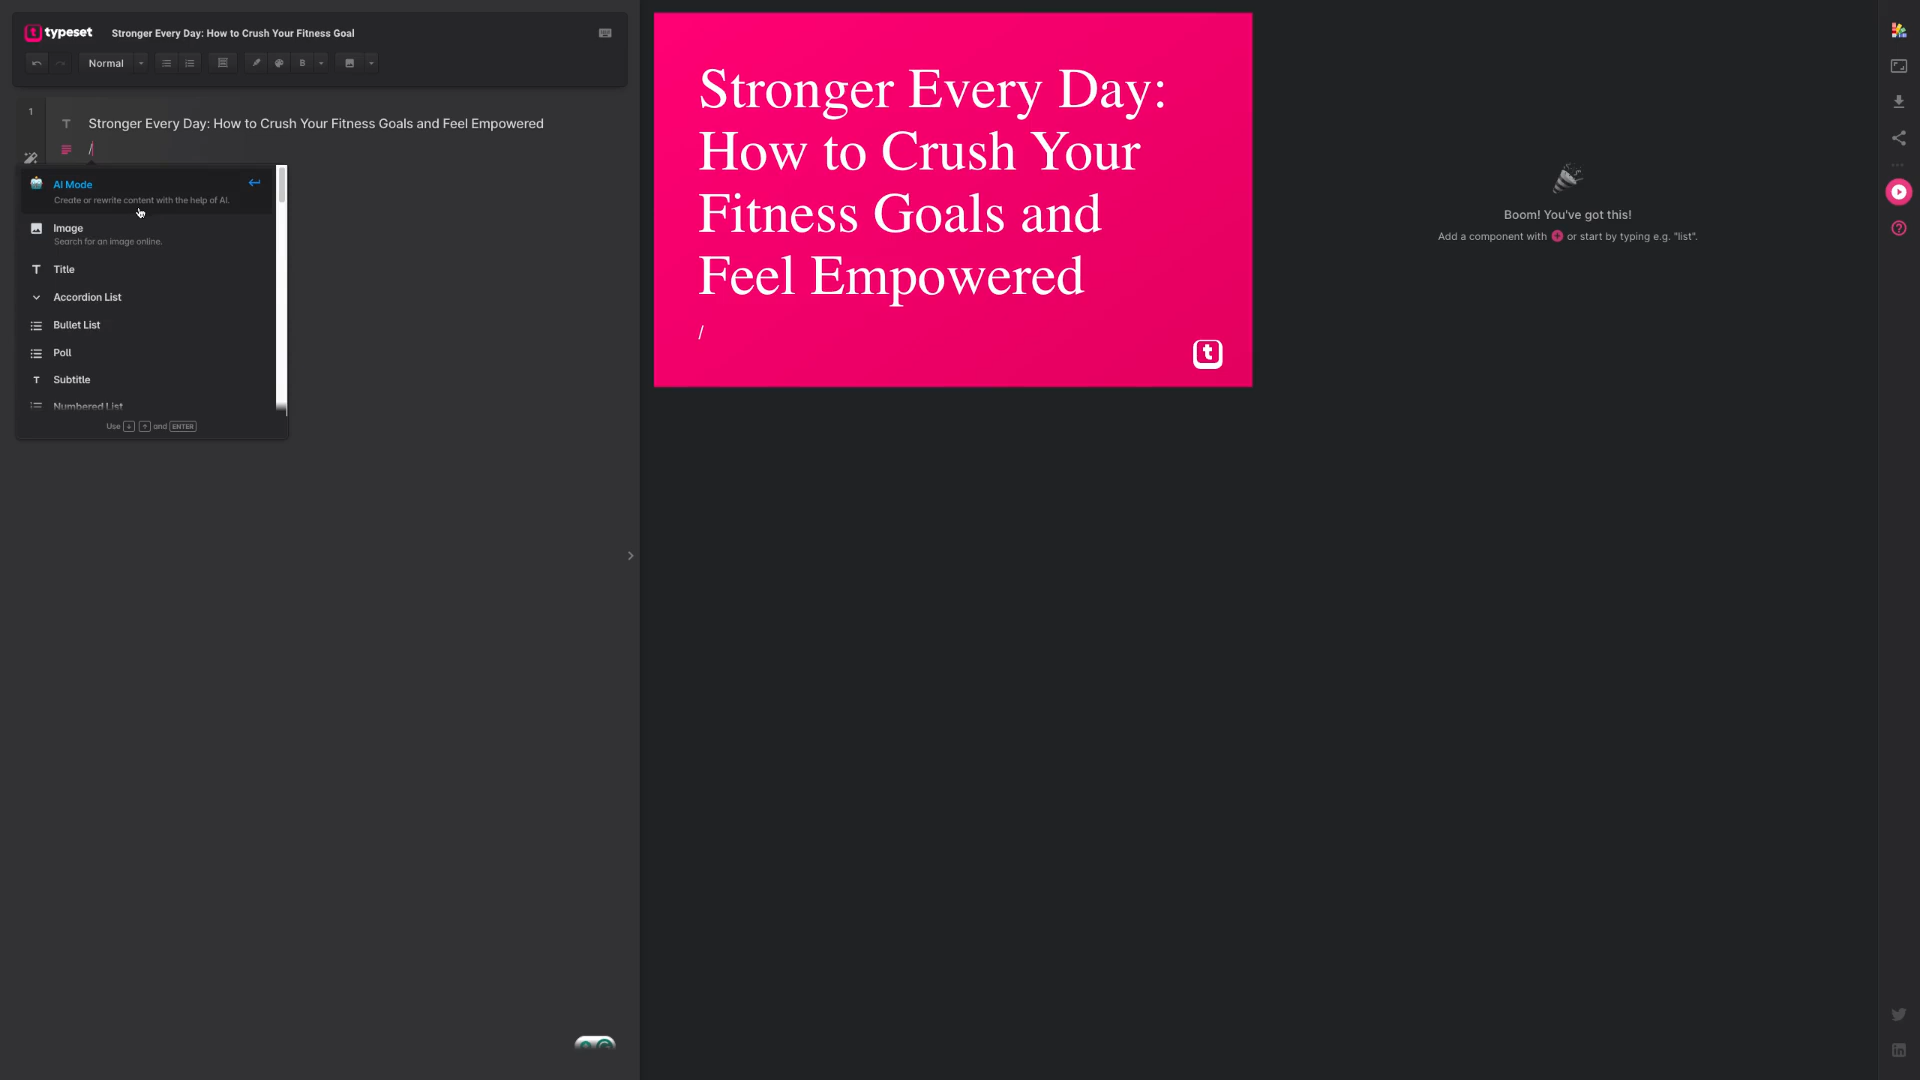 typeset
Stronger Every Day: How to Crush Your Fitness Goal
Normal
B
1
Stronger Every Day: How to Crush Your Fitness Goals and Feel Empowered
/
AI Mode
Create or rewrite content with the help of AI.
Image
Search for an image online.
Title
Accordion List
Bullet List
Poll
Subtitle
Numbered List
Use ↓ ↑ and ENTER
Stronger Every Day:
How to Crush Your
Fitness Goals and
Feel Empowered
/
t
Boom! You've got this!
Add a component with + or start by typing e.g. "list".